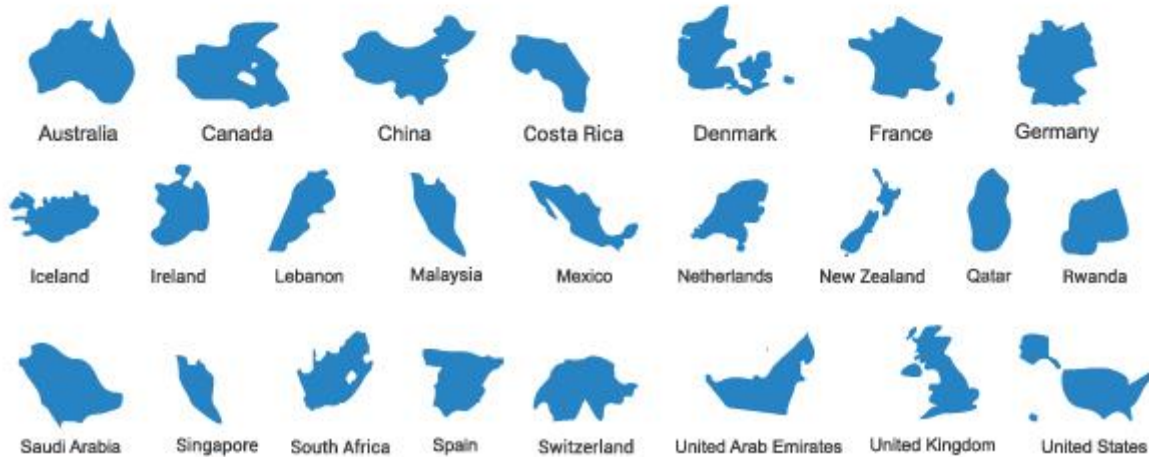 Australia Canada China Costa Rica Denmark France Germany
Iceland Ireland Lebanon Malaysia Mexico Netherlands New Zealand Qatar Rwanda
Saudi Arabia Singapore South Africa Spain Switzerland United Arab Emirates United Kingdom United States